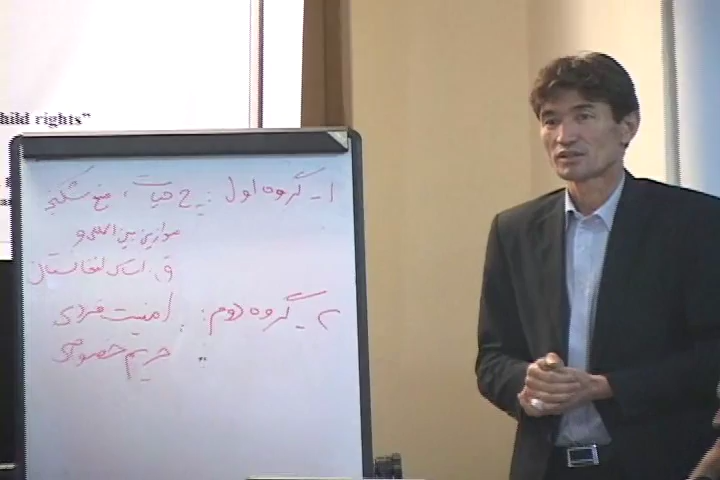 hild rights”
۱- گروه اول: ح حیات، منع شکنجه
موازین بین المللی و
ق. اساسی افغانستان
۲- گروه دوم: امنیت فردی
: حریم خصوصی